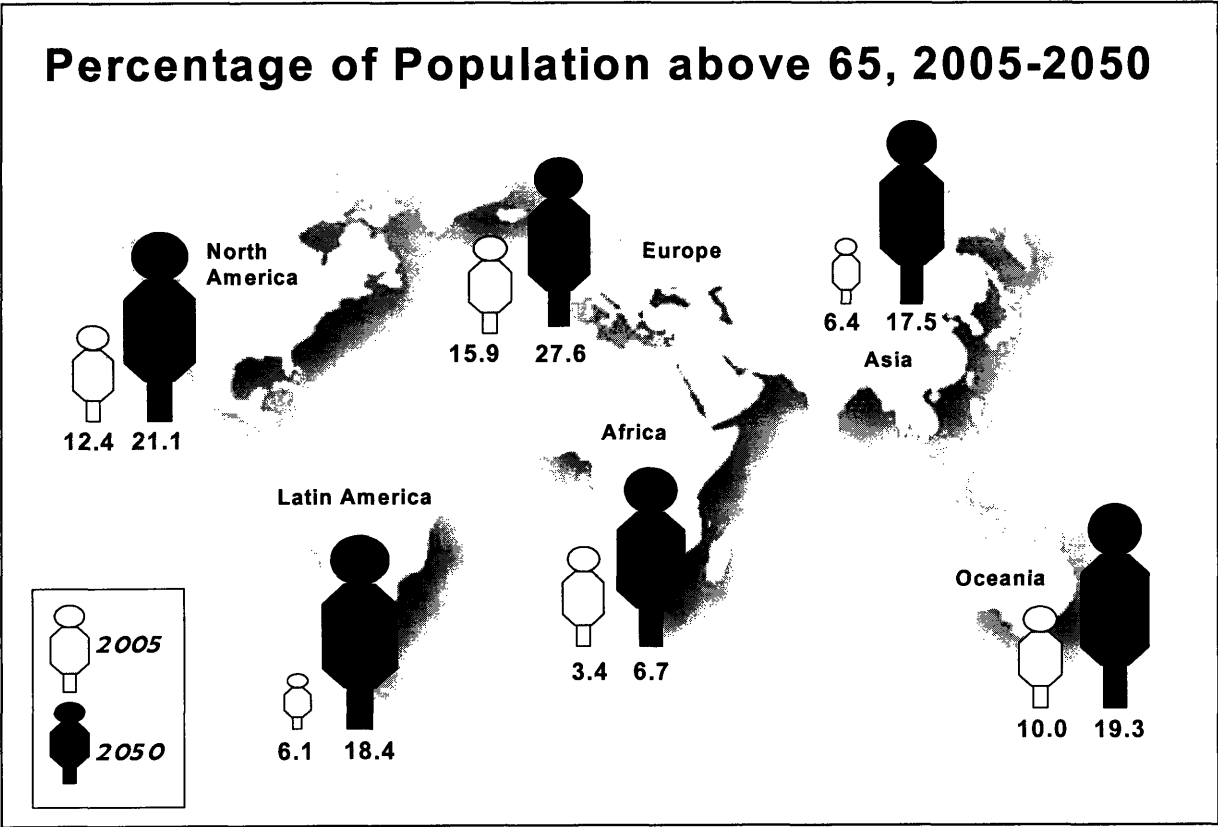 Percentage of Population above 65, 2005-2050
North
America
12.4 21.1
15.9 27.6
Europe
6.4 17.5
Asia
Africa
3.4 6.7
Latin America
6.1 18.4
Oceania
10.0 19.3
2005
2050